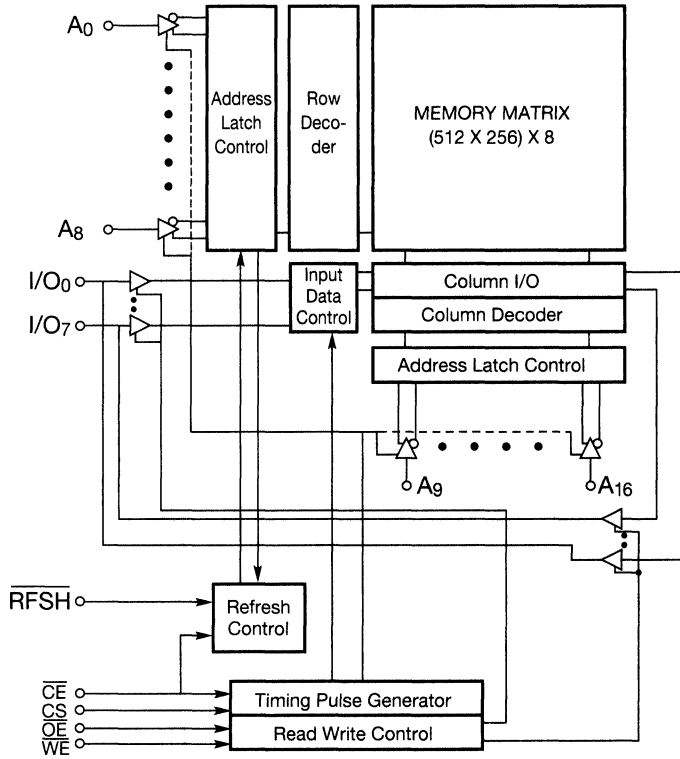 A0
Address
Latch
Control
Row
Deco-
der
MEMORY MATRIX
(512 X 256) X 8
A8
I/O0
I/O7
Input
Data
Control
Column I/O
Column Decoder
Address Latch Control
A9
A16
RFSH
Refresh
Control
CE
CS
OE
WE
Timing Pulse Generator
Read Write Control